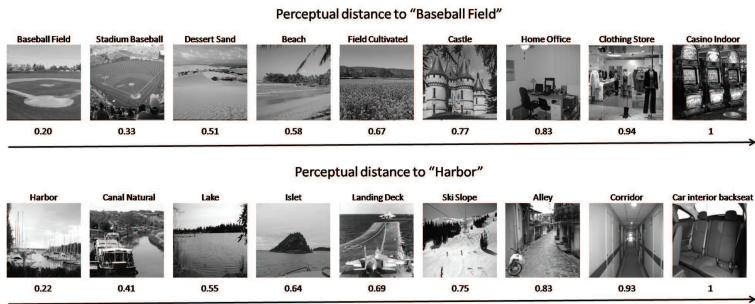 Perceptual distance to “Baseball Field”
Baseball Field Stadium Baseball Dessert Sand Beach Field Cultivated Castle Home Office Clothing Store Casino Indoor
0.20 0.33 0.51 0.58 0.67 0.77 0.83 0.94 1
Perceptual distance to “Harbor”
Harbor Canal Natural Lake Islet Landing Deck Ski Slope Alley Corridor Car interior backseat
0.22 0.41 0.55 0.64 0.69 0.75 0.83 0.93 1